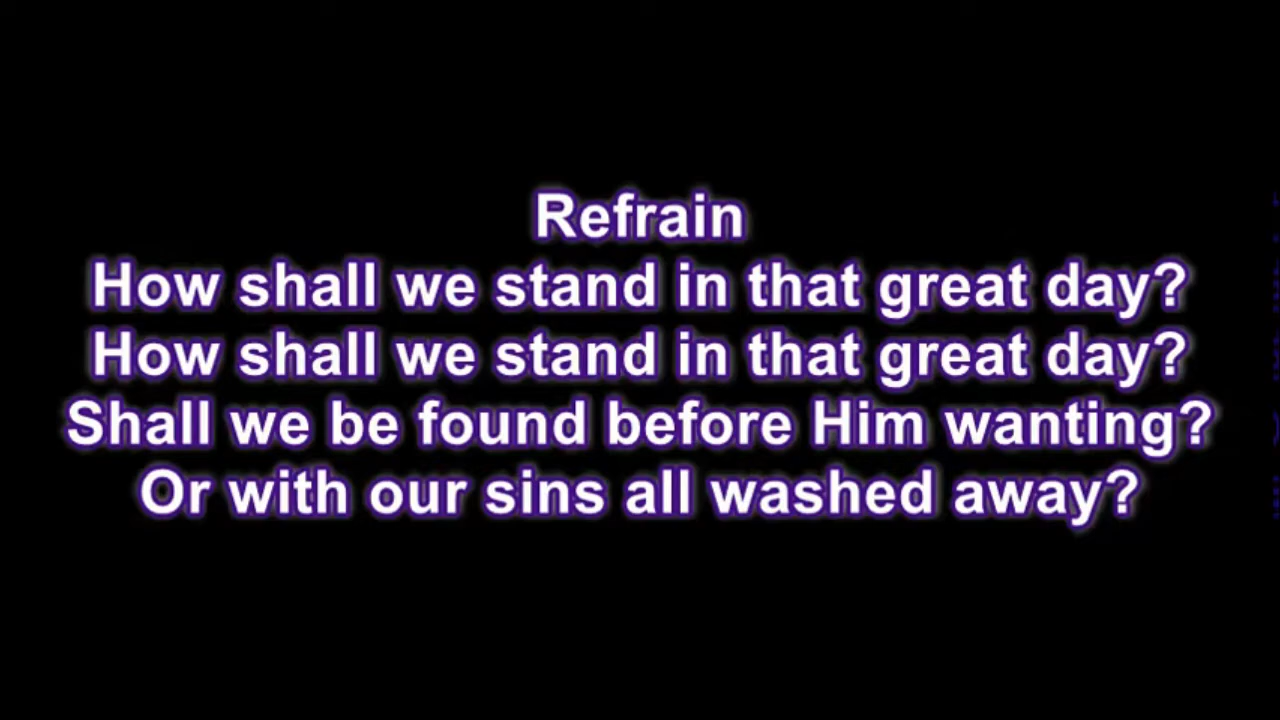 Refrain
How shall we stand in that great day?
How shall we stand in that great day?
Shall we be found before Him wanting?
Or with our sins all washed away?